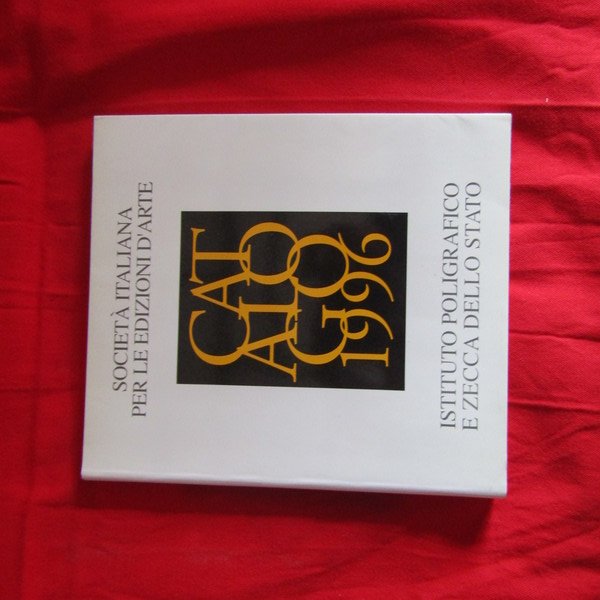 SOCIETÀ ITALIANA
PER LE EDIZIONI D'ARTE
CAT
ALO
GO
1996
ISTITUTO POLIGRAFICO
E ZECCA DELLO STATO